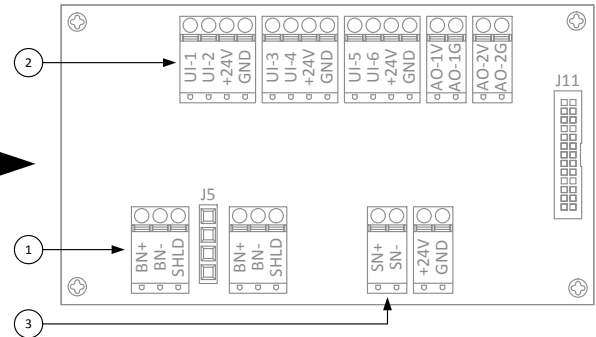 2
UI-1 UI-2 +24V GND
UI-3 UI-4 +24V GND
UI-5 UI-6 +24V GND
AO-1V AO-1G
AO-2V AO-2G
J11
J5
1
BN+ BN- SHLD
BN+ BN- SHLD
SN+ SN-
+24V GND
3